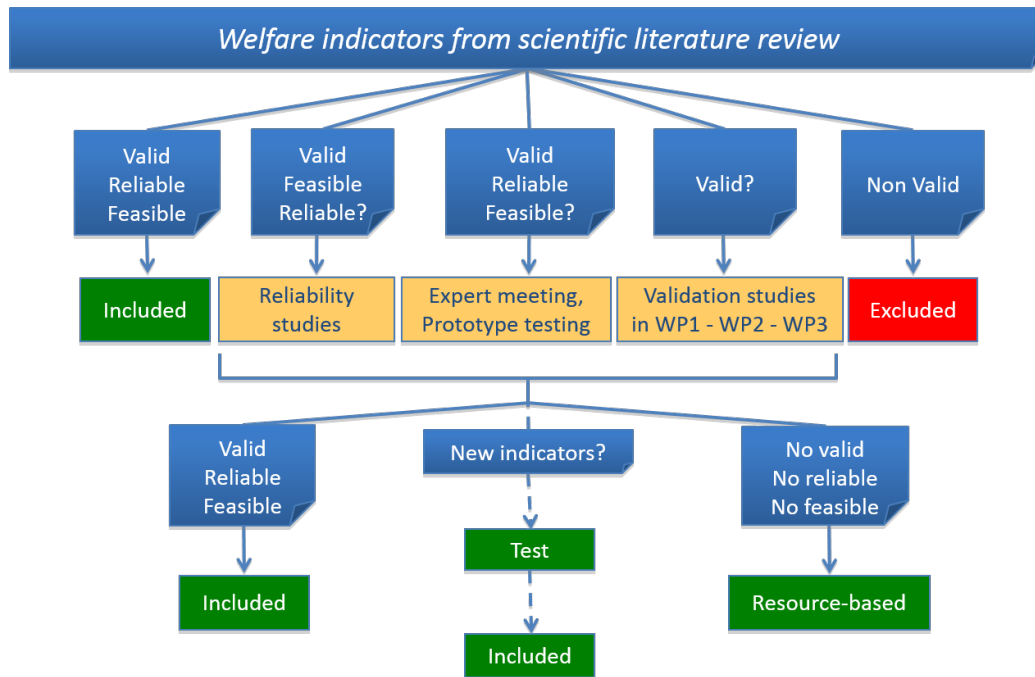 Welfare indicators from scientific literature review
Valid
Reliable
Feasible
Valid
Feasible
Reliable?
Valid
Reliable
Feasible?
Valid?
Non Valid
Included
Reliability
studies
Expert meeting,
Prototype testing
Validation studies
in WP1 - WP2 - WP3
Excluded
Valid
Reliable
Feasible
New indicators?
No valid
No reliable
No feasible
Test
Included
Resource-based
Included